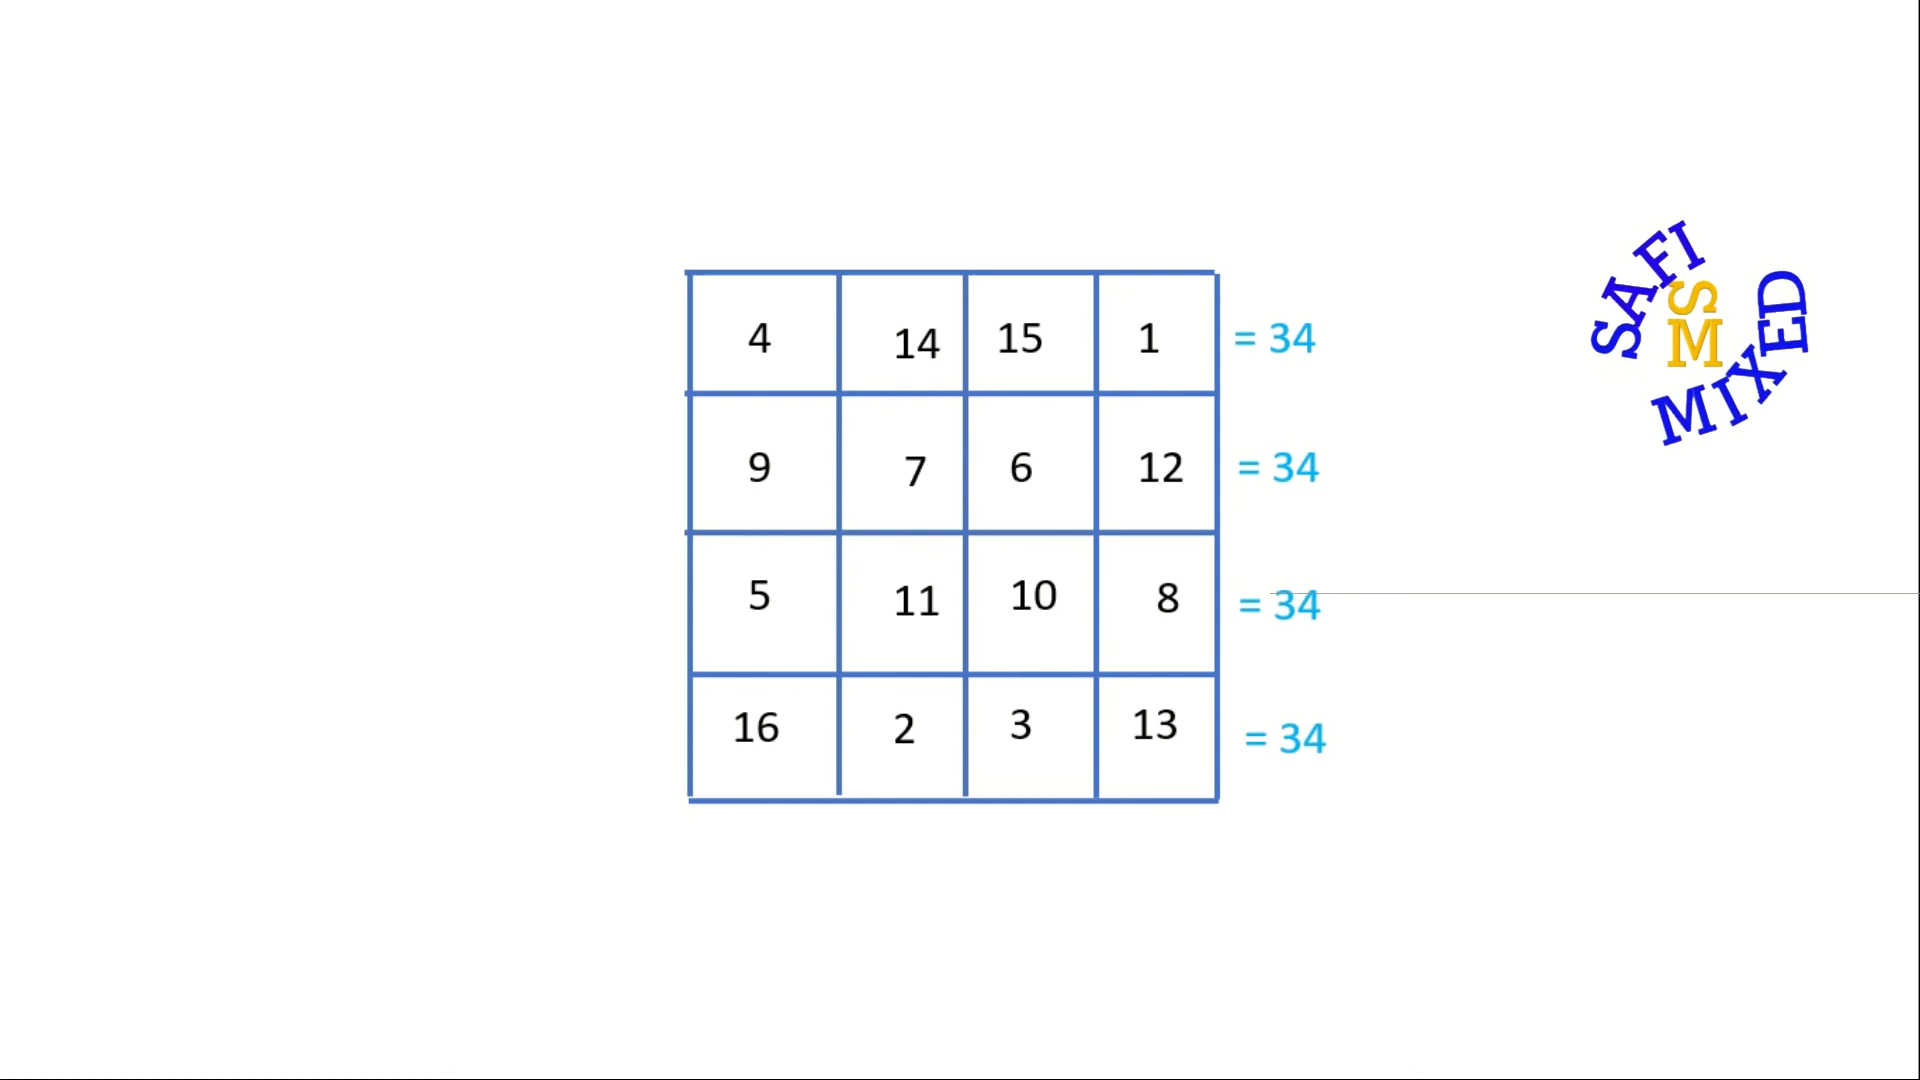 4 14 15 1 = 34
9 7 6 12 = 34
5 11 10 8 = 34
16 2 3 13 = 34
SAFI
SM
MIXED